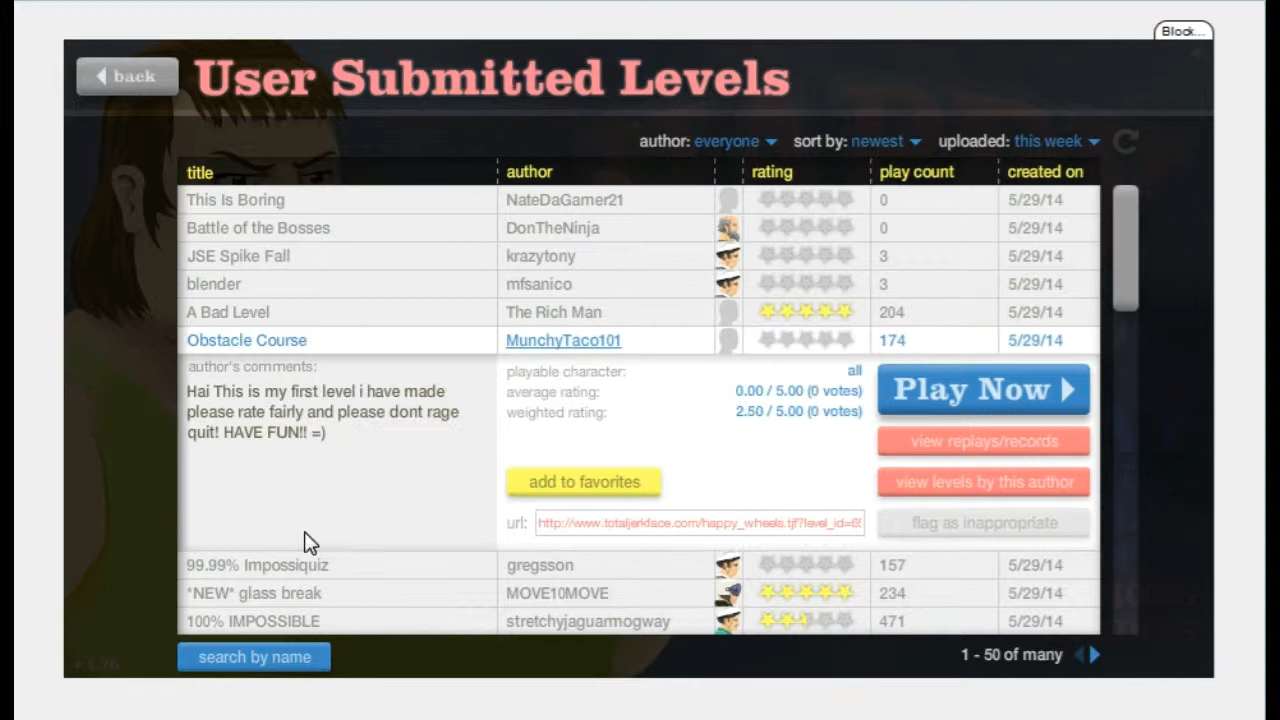 Block...
back
User Submitted Levels
author: everyone sort by: newest uploaded: this week
title author rating play count created on
This Is Boring NateDaGamer21 0 5/29/14
Battle of the Bosses DonTheNinja 0 5/29/14
JSE Spike Fall krazytony 3 5/29/14
blender mfsanico 3 5/29/14
A Bad Level The Rich Man 204 5/29/14
Obstacle Course MunchyTaco101 174 5/29/14
author's comments:
Hai This is my first level i have made
please rate fairly and please dont rage
quit! HAVE FUN!! =)
playable character: all
average rating: 0.00 / 5.00 (0 votes)
weighted rating: 2.50 / 5.00 (0 votes)
add to favorites
url: http://www.totaljerkface.com/happy_wheels.tjf?level_id=6
Play Now
view replays/records
view levels by this author
flag as inappropriate
99.99% Impossiquiz gregsson 157 5/29/14
*NEW* glass break MOVE10MOVE 234 5/29/14
100% IMPOSSIBLE stretchyjaguarmogway 471 5/29/14
search by name 1 - 50 of many